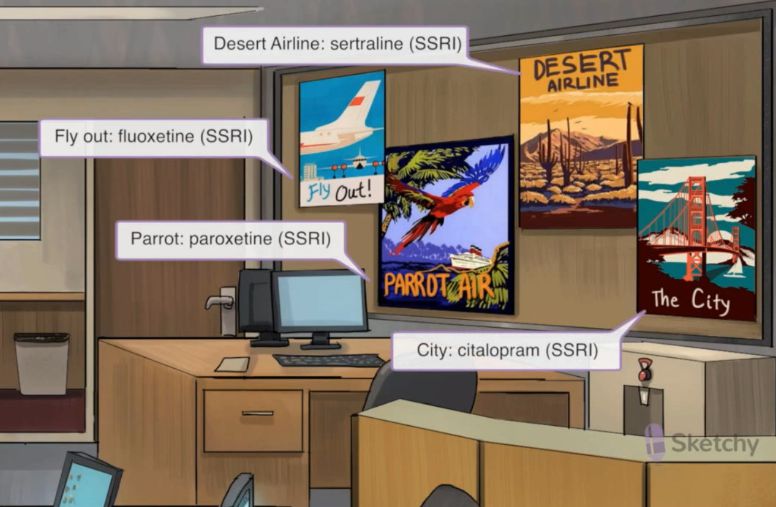 Desert Airline: sertraline (SSRI)
DESERT
AIRLINE
Fly out: fluoxetine (SSRI)
Fly Out!
Parrot: paroxetine (SSRI)
PARROT AIR
The City
City: citalopram (SSRI)
Sketchy